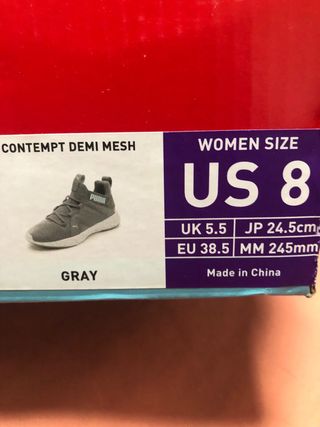 CONTEMPT DEMI MESH
PUMA
GRAY
WOMEN SIZE
US 8
UK 5.5 JP 24.5cm
EU 38.5 MM 245mm
Made in China